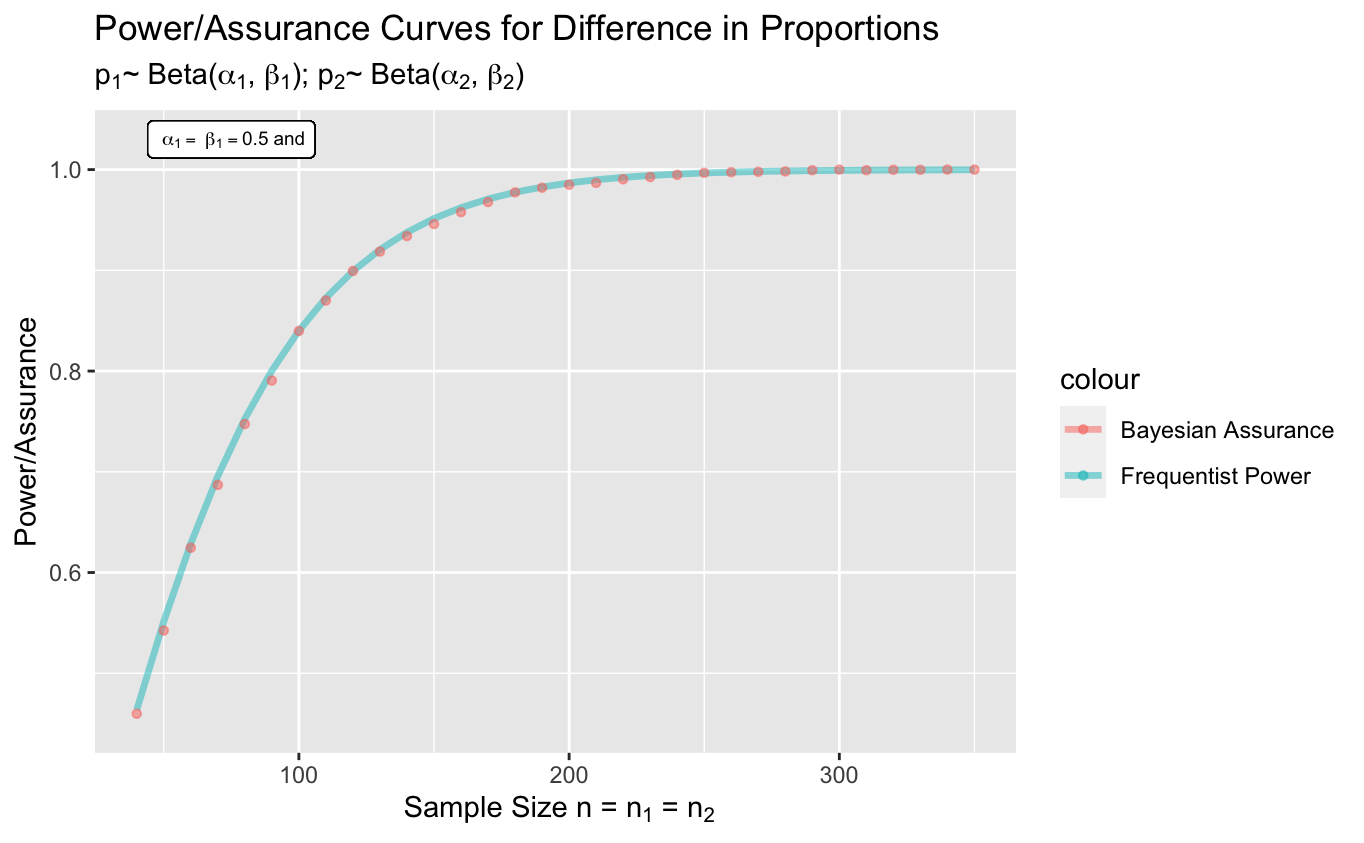 Power/Assurance Curves for Difference in Proportions
p₁~ Beta(α₁, β₁); p₂~ Beta(α₂, β₂)
α₁ = β₁ = 0.5 and
1.0
0.8
0.6
Power/Assurance
100 200 300
Sample Size n = n₁ = n₂
colour
Bayesian Assurance
Frequentist Power